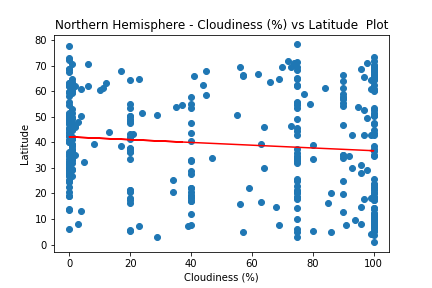 Northern Hemisphere - Cloudiness (%) vs Latitude  Plot
80
70
60
50
40
30
20
10
0
Latitude
0 20 40 60 80 100
Cloudiness (%)